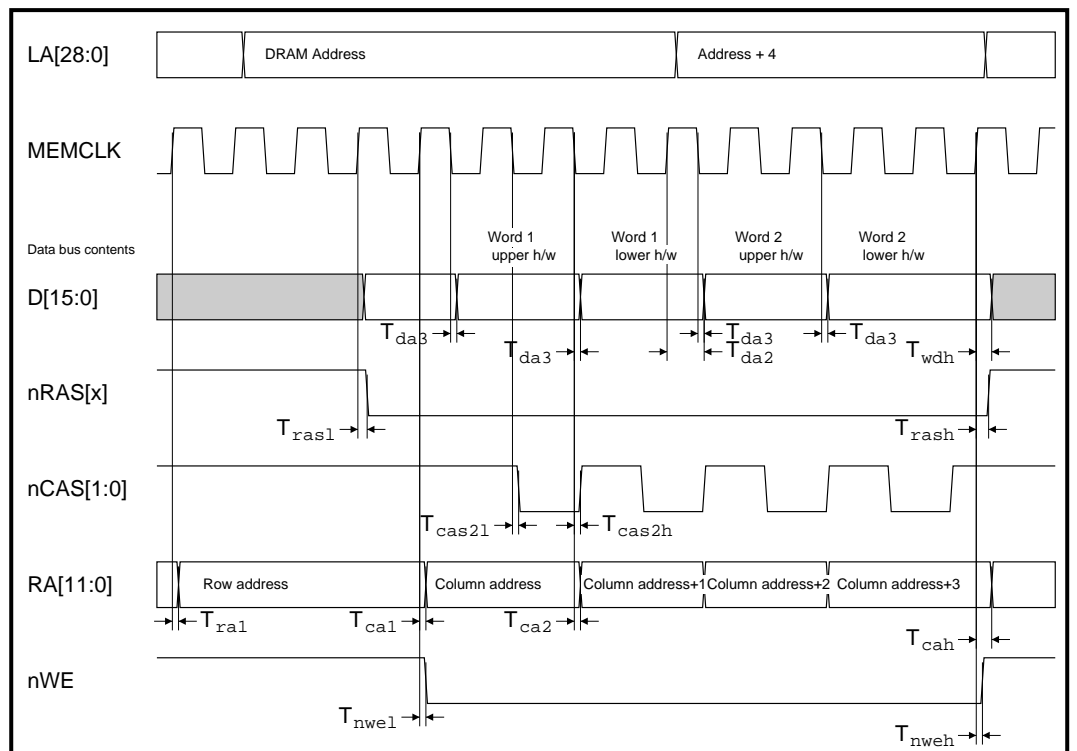 LA[28:0]
DRAM Address
Address + 4
MEMCLK
Data bus contents
Word 1
upper h/w
Word 1
lower h/w
Word 2
upper h/w
Word 2
lower h/w
D[15:0]
Tda3
Tda3
Tda3
Tda2
Tda3
Twdh
nRAS[x]
Trasl
Trash
nCAS[1:0]
Tcas2l
Tcas2h
RA[11:0]
Row address
Column address
Column address+1
Column address+2
Column address+3
Tra1
Tca1
Tca2
Tcah
nWE
Tnwel
Tnweh